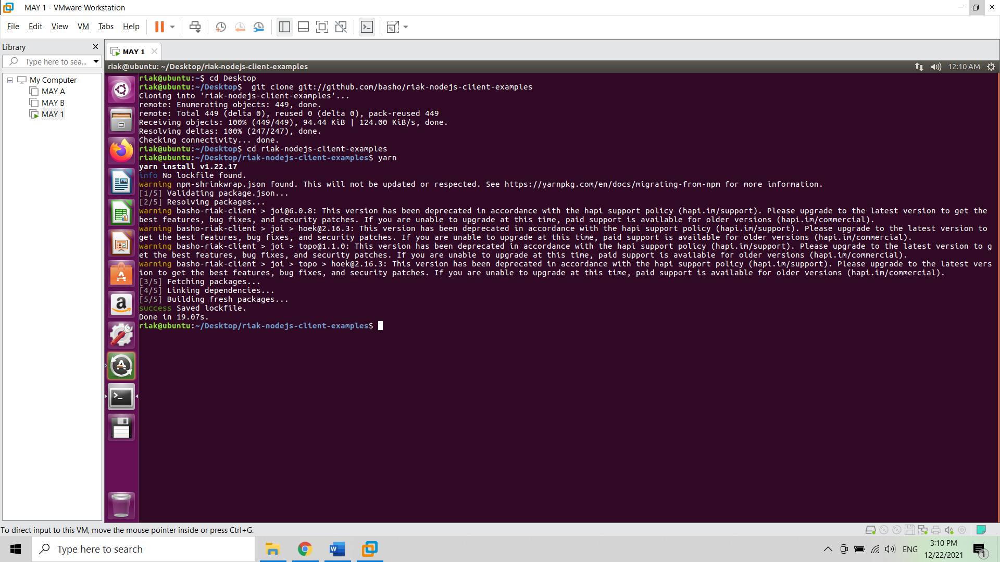 MAY 1 - VMware Workstation
File Edit View VM Tabs Help
Library
Type here to sea...
My Computer
MAY A
MAY B
MAY 1
MAY 1
riak@ubuntu: ~/Desktop/riak-nodejs-client-examples
12:10 AM
riak@ubuntu:~$ cd Desktop
riak@ubuntu:~/Desktop$  git clone git://github.com/basho/riak-nodejs-client-examples
Cloning into 'riak-nodejs-client-examples'...
remote: Enumerating objects: 449, done.
remote: Total 449 (delta 0), reused 0 (delta 0), pack-reused 449
Receiving objects: 100% (449/449), 94.44 KiB | 124.00 KiB/s, done.
Resolving deltas: 100% (247/247), done.
Checking connectivity... done.
riak@ubuntu:~/Desktop$ cd riak-nodejs-client-examples
riak@ubuntu:~/Desktop/riak-nodejs-client-examples$ yarn
yarn install v1.22.17
info No lockfile found.
warning npm-shrinkwrap.json found. This will not be updated or respected. See https://yarnpkg.com/en/docs/migrating-from-npm for more information.
[1/5] Validating package.json...
[2/5] Resolving packages...
warning basho-riak-client > joi@6.0.8: This version has been deprecated in accordance with the hapi support policy (hapi.im/support). Please upgrade to the latest version to get the
best features, bug fixes, and security patches. If you are unable to upgrade at this time, paid support is available for older versions (hapi.im/commercial).
warning basho-riak-client > joi > hoek@2.16.3: This version has been deprecated in accordance with the hapi support policy (hapi.im/support). Please upgrade to the latest version to
get the best features, bug fixes, and security patches. If you are unable to upgrade at this time, paid support is available for older versions (hapi.im/commercial).
warning basho-riak-client > joi > topo@1.1.0: This version has been deprecated in accordance with the hapi support policy (hapi.im/support). Please upgrade to the latest version to g
et the best features, bug fixes, and security patches. If you are unable to upgrade at this time, paid support is available for older versions (hapi.im/commercial).
warning basho-riak-client > joi > topo > hoek@2.16.3: This version has been deprecated in accordance with the hapi support policy (hapi.im/support). Please upgrade to the latest vers
ion to get the best features, bug fixes, and security patches. If you are unable to upgrade at this time, paid support is available for older versions (hapi.im/commercial).
[3/5] Fetching packages...
[4/5] Linking dependencies...
[5/5] Building fresh packages...
success Saved lockfile.
Done in 19.07s.
riak@ubuntu:~/Desktop/riak-nodejs-client-examples$
To direct input to this VM, move the mouse pointer inside or press Ctrl+G.
Type here to search
ENG
3:10 PM
12/22/2021
1